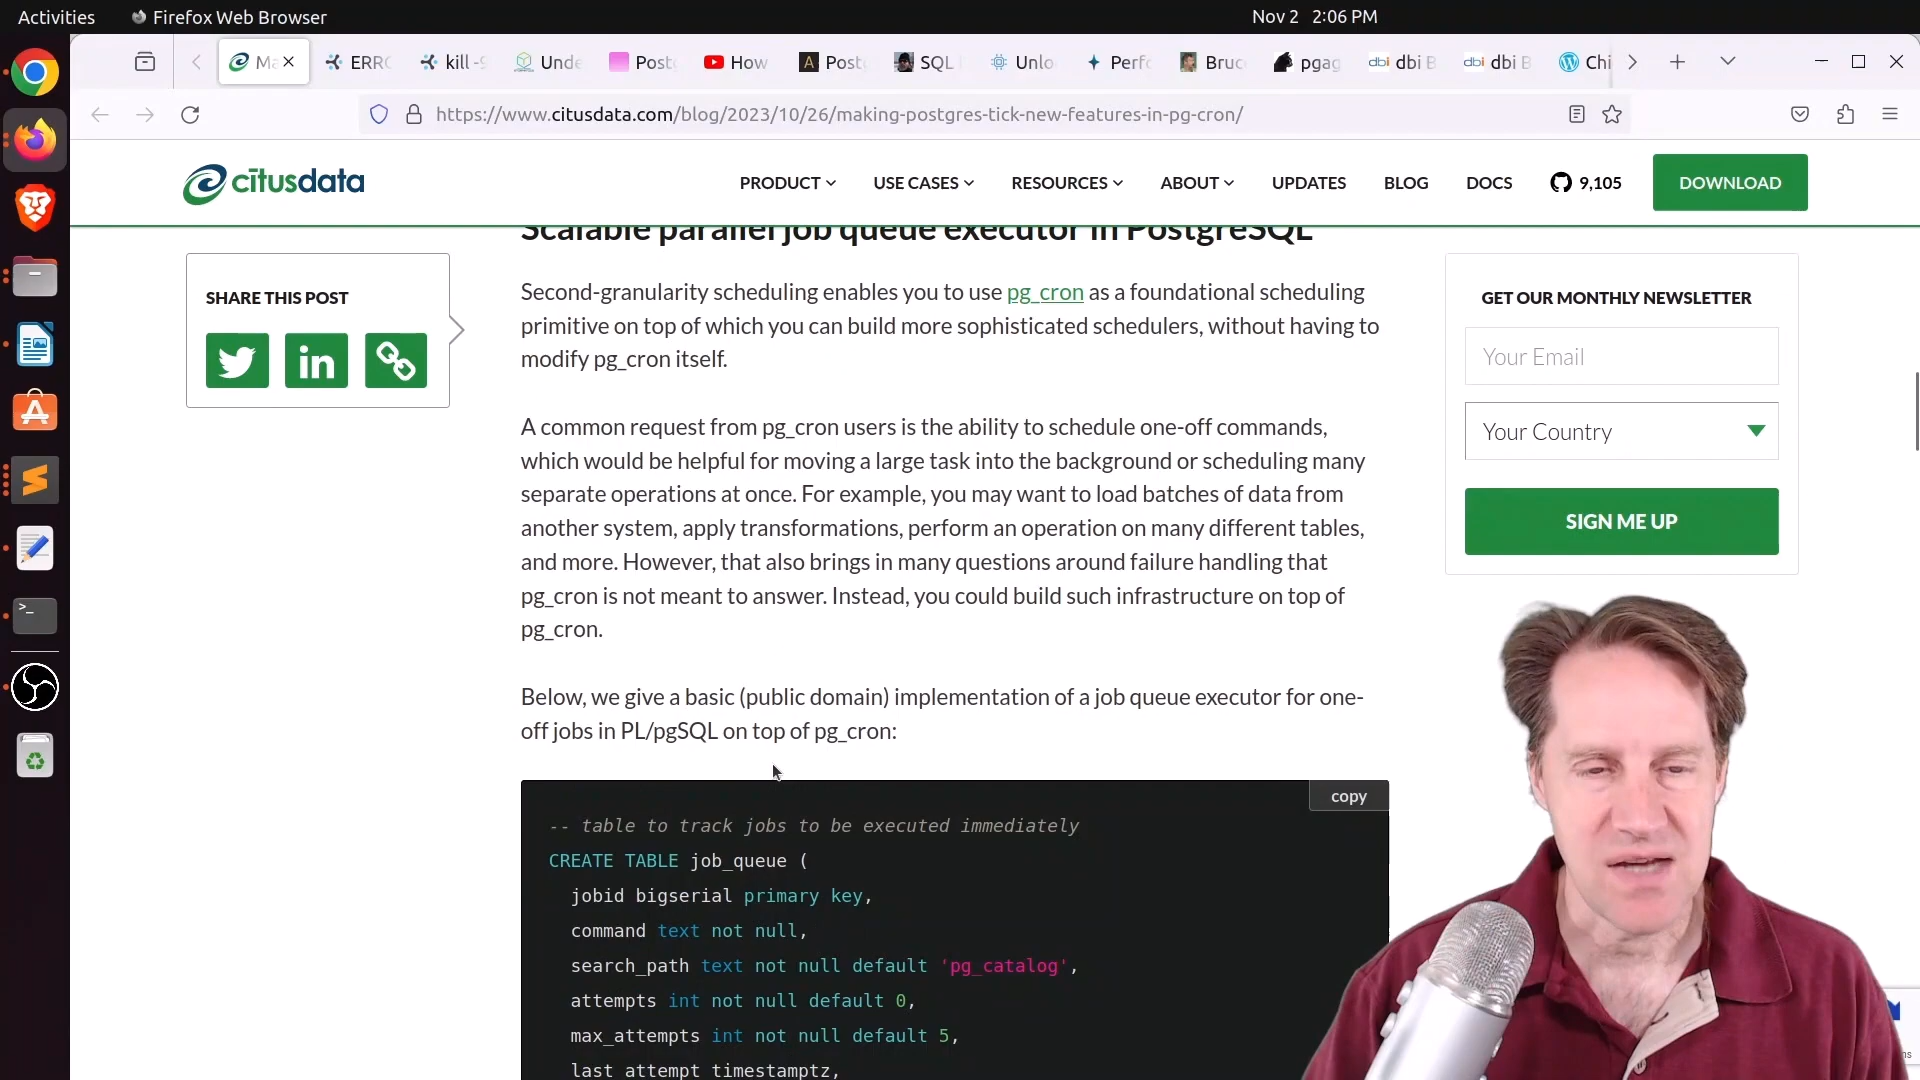 Activities
Firefox Web Browser
Nov 2 2:06 PM
Ma
ERRC
kill -9
Unde
Post
How
Post
SQL
Unlo
Perfo
Bruc
pgag
dbi B
dbi B
Chi
https://www.citusdata.com/blog/2023/10/26/making-postgres-tick-new-features-in-pg-cron/
citusdata
PRODUCT
USE CASES
RESOURCES
ABOUT
UPDATES
BLOG
DOCS
9,105
DOWNLOAD
Scalable parallel job queue executor in PostgreSQL
SHARE THIS POST
Second-granularity scheduling enables you to use pg_cron as a foundational scheduling
primitive on top of which you can build more sophisticated schedulers, without having to
modify pg_cron itself.
A common request from pg_cron users is the ability to schedule one-off commands,
which would be helpful for moving a large task into the background or scheduling many
separate operations at once. For example, you may want to load batches of data from
another system, apply transformations, perform an operation on many different tables,
and more. However, that also brings in many questions around failure handling that
pg_cron is not meant to answer. Instead, you could build such infrastructure on top of
pg_cron.
Below, we give a basic (public domain) implementation of a job queue executor for one-
off jobs in PL/pgSQL on top of pg_cron:
copy
-- table to track jobs to be executed immediately
CREATE TABLE job_queue (
jobid bigserial primary key,
command text not null,
search_path text not null default 'pg_catalog',
attempts int not null default 0,
max_attempts int not null default 5,
last_attempt timestamptz,
GET OUR MONTHLY NEWSLETTER
Your Email
Your Country
SIGN ME UP